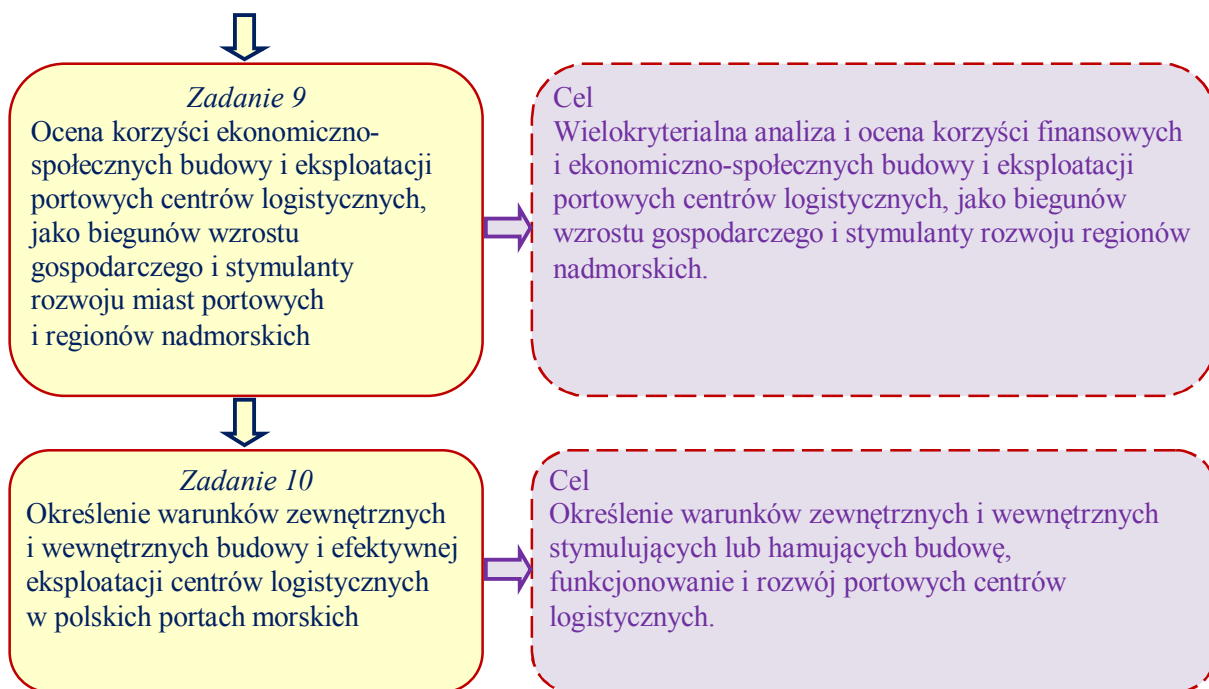 Zadanie 9
Ocena korzyści ekonomiczno-
społecznych budowy i eksploatacji
portowych centrów logistycznych,
jako biegunów wzrostu
gospodarczego i stymulanty
rozwoju miast portowych
i regionów nadmorskich
Cel
Wielokryterialna analiza i ocena korzyści finansowych
i ekonomiczno-społecznych budowy i eksploatacji
portowych centrów logistycznych, jako biegunów
wzrostu gospodarczego i stymulanty rozwoju regionów
nadmorskich.
Zadanie 10
Określenie warunków zewnętrznych
i wewnętrznych budowy i efektywnej
eksploatacji centrów logistycznych
w polskich portach morskich
Cel
Określenie warunków zewnętrznych i wewnętrznych
stymulujących lub hamujących budowę,
funkcjonowanie i rozwój portowych centrów
logistycznych.